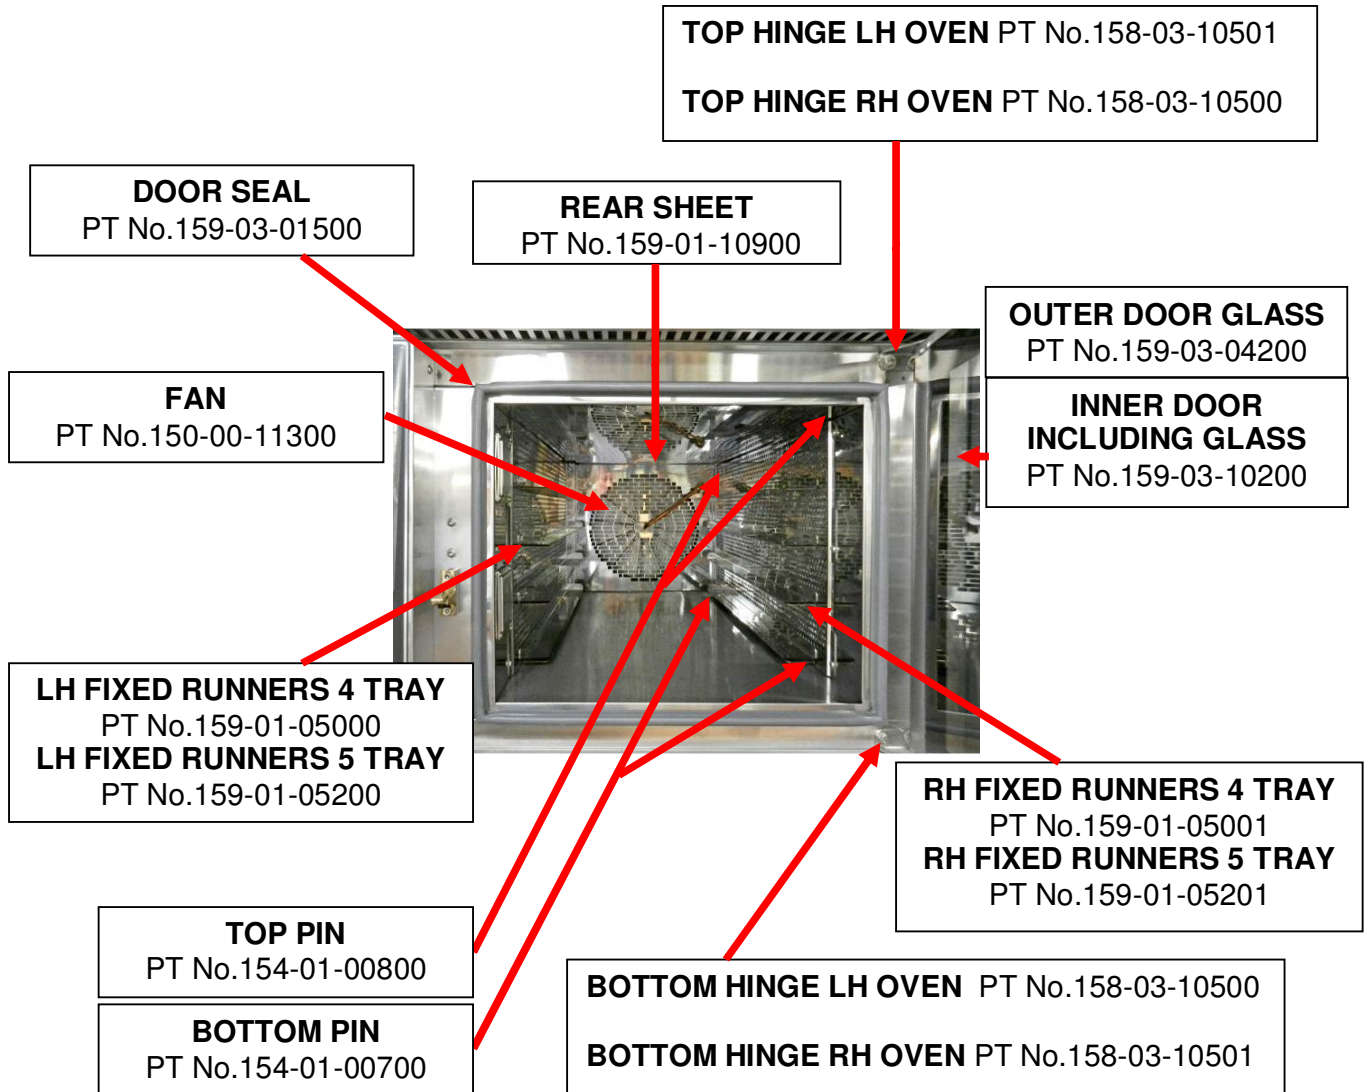 TOP HINGE LH OVEN PT No.158-03-10501
TOP HINGE RH OVEN PT No.158-03-10500
DOOR SEAL
PT No.159-03-01500
REAR SHEET
PT No.159-01-10900
OUTER DOOR GLASS
PT No.159-03-04200
INNER DOOR
INCLUDING GLASS
PT No.159-03-10200
FAN
PT No.150-00-11300
LH FIXED RUNNERS 4 TRAY
PT No.159-01-05000
LH FIXED RUNNERS 5 TRAY
PT No.159-01-05200
RH FIXED RUNNERS 4 TRAY
PT No.159-01-05001
RH FIXED RUNNERS 5 TRAY
PT No.159-01-05201
TOP PIN
PT No.154-01-00800
BOTTOM PIN
PT No.154-01-00700
BOTTOM HINGE LH OVEN PT No.158-03-10500
BOTTOM HINGE RH OVEN PT No.158-03-10501